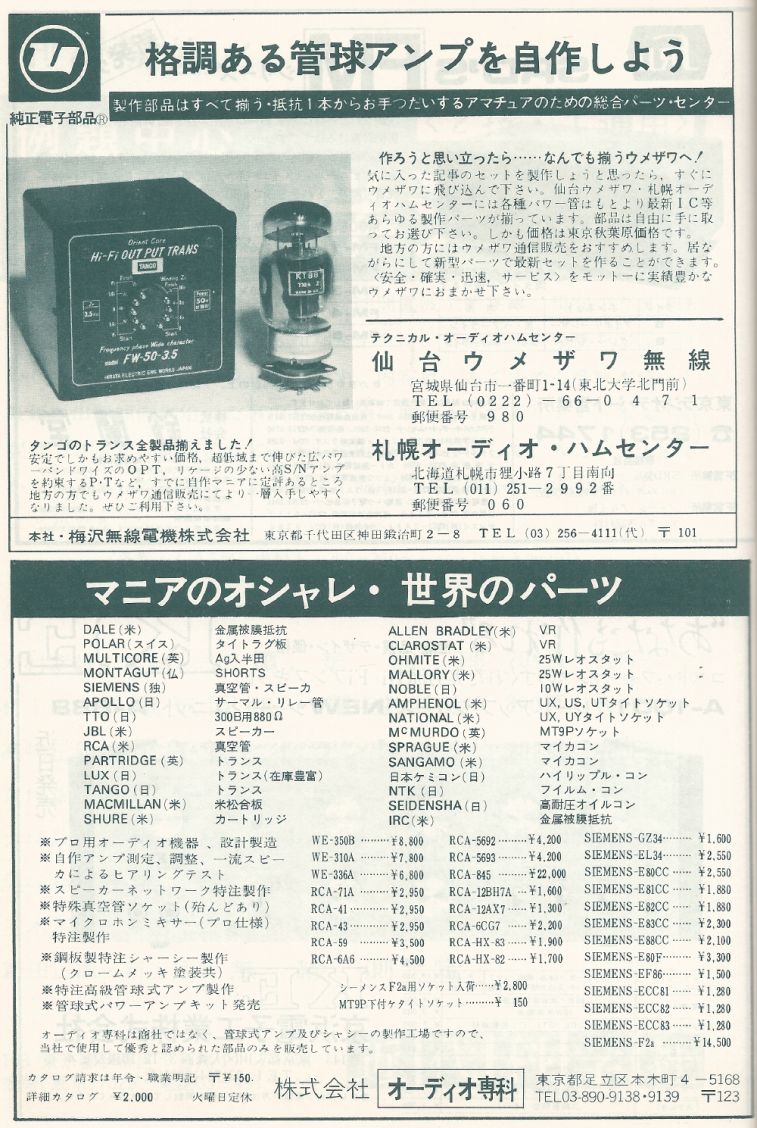 U
格調ある管球アンプを自作しよう
純正電子部品®
製作部品はすべて揃う・抵抗1本からお手つたいするアマチュアのための総合パーツ・センター
作ろうと思い立ったら……なんでも揃うウメザワへ!
気に入った記事のセットを製作しようと思ったら, すぐに
ウメザワに飛び込んで下さい。仙台ウメザワ・札幌オーデ
ィオハムセンターには各種パワー管はもとより最新IC等
あらゆる製作パーツが揃っています。部品は自由に手に取
ってお選び下さい。しかも価格は東京秋葉原価格です。
地方の方にはウメザワ通信販売をおすすめします。居な
がらにして新型パーツで最新セットを作ることができます。
〈安全・確実・迅速, サービス〉をモットーに実績豊かな
ウメザワにおまかせ下さい。
Orient Core
Hi-Fi OUT PUT TRANS
TANGO
Frequency phase Wide character
MODEL FW-50-3.5
HIRATA ELECTRIC ENG WORKS JAPAN
KT88
テクニカル・オーディオハムセンター
仙台ウメザワ無線
宮城県仙台市一番町1-14(東北大学北門前)
TEL (0222)-66-0471
郵便番号 980
札幌オーディオ・ハムセンター
北海道札幌市狸小路7丁目南向
TEL (011) 251-2992番
郵便番号 060
タンゴのトランス全製品揃えました!
安定でしかもお求めやすい価格, 超低域まで伸びた広パワ
ーバンドワイズのOPT, リケージの少ない高S/Nアンプ
を約束するP・Tなど, すでに自作マニアに定評あるところ
地方の方でもウメザワ通信販売にてより一層入手しやすく
なりました。ぜひご利用下さい。
本社・梅沢無線電機株式会社 東京都千代田区神田鍛治町2-8 TEL (03) 256-4111(代) 〒101
マニアのオシャレ・世界のパーツ
DALE(米) 金属被膜抵抗
POLAR(スイス) タイトラグ板
MULTICORE(英) Ag入半田
MONTAGUT(仏) SHORTS
SIEMENS(独) 真空管・スピーカ
APOLLO(日) サーマル・リレー管
TTO(日) 300B用880Ω
JBL(米) スピーカー
RCA(米) 真空管
PARTRIDGE(英) トランス
LUX(日) トランス(在庫豊富)
TANGO(日) トランス
MACMILLAN(米) 米松合板
SHURE(米) カートリッジ
ALLEN BRADLEY(米) VR
CLAROSTAT(米) VR
OHMITE(米) 25Wレオスタット
MALLORY(米) 25Wレオスタット
NOBLE(日) 10Wレオスタット
AMPHENOL(米) UX, US, UTタイトソケット
NATIONAL(米) UX, UYタイトソケット
McMURDO(英) MT9Pソケット
SPRAGUE(米) マイカコン
SANGAMO(米) マイカコン
日本ケミコン(日) ハイリップル・コン
NTK(日) フイルム・コン
SEIDENSHA(日) 高耐圧オイルコン
IRC(米) 金属被膜抵抗
※プロ用オーディオ機器、設計製造
※自作アンプ測定、調整、一流スピー
カによるヒアリングテスト
※スピーカーネットワーク特注製作
※特殊真空管ソケット(殆んどあり)
※マイクロホンミキサー(プロ仕様)
特注製作
※鋼板製特注シャーシー製作
(クロームメッキ塗装共)
※特注高級管球式アンプ製作
※管球式パワーアンプキット発売
WE-350B………¥8,800
WE-310A………¥7,800
WE-336A………¥6,800
RCA-71A………¥2,950
RCA-41………¥2,950
RCA-43………¥2,950
RCA-59………¥3,500
RCA-6A6………¥4,500
RCA-5692………¥4,200
RCA-5693………¥4,200
RCA-845………¥22,000
RCA-12BH7A…¥1,600
RCA-12AX7……¥1,300
RCA-6CG7……¥2,200
RCA-HX-83……¥1,900
RCA-HX-82……¥1,700
シーメンスF2a用ソケット入荷……¥2,800
MT9P下付ケタイトソケット……¥ 150
SIEMENS-GZ34………¥1,600
SIEMENS-EL34………¥2,550
SIEMENS-E80CC……¥2,550
SIEMENS-E81CC……¥1,880
SIEMENS-E82CC……¥1,880
SIEMENS-E83CC……¥2,300
SIEMENS-E88CC……¥2,100
SIEMENS-E80F………¥3,300
SIEMENS-EF86………¥1,500
SIEMENS-ECC81……¥1,280
SIEMENS-ECC82……¥1,280
SIEMENS-ECC83……¥1,280
SIEMENS-F2a………¥14,500
オーディオ専科は商社ではなく、管球式アンプ及びシャシーの製作工場ですので、
当社で使用して優秀と認められた部品のみを販売しています。
カタログ請求は年令・職業明記 〒¥150.
詳細カタログ ¥2.000 火曜日定休
株式会社 オーディオ専科
東京都足立区本木町4-5168
TEL03-890-9138・9139 〒123